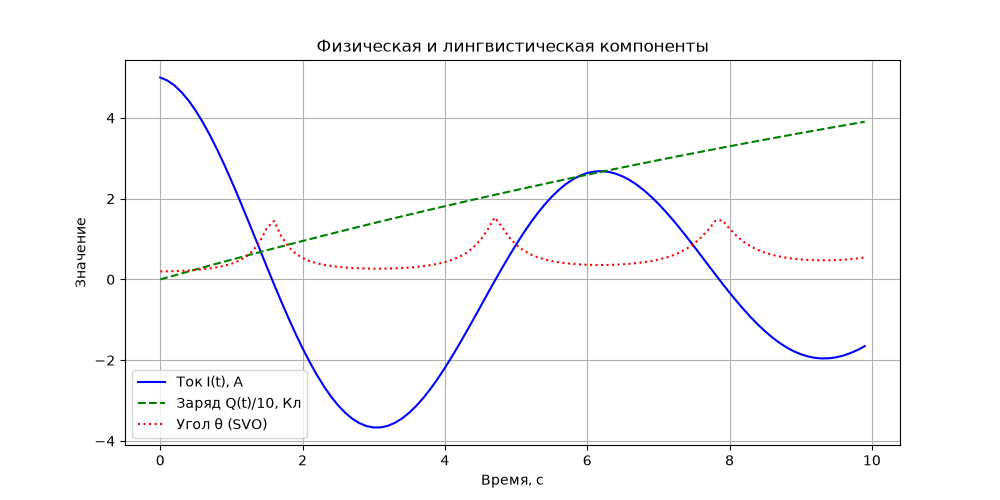 Физическая и лингвистическая компоненты
Значение
4
2
0
−2
−4
Ток I(t), А
Заряд Q(t)/10, Кл
Угол θ (SVO)
0 2 4 6 8 10
Время, с